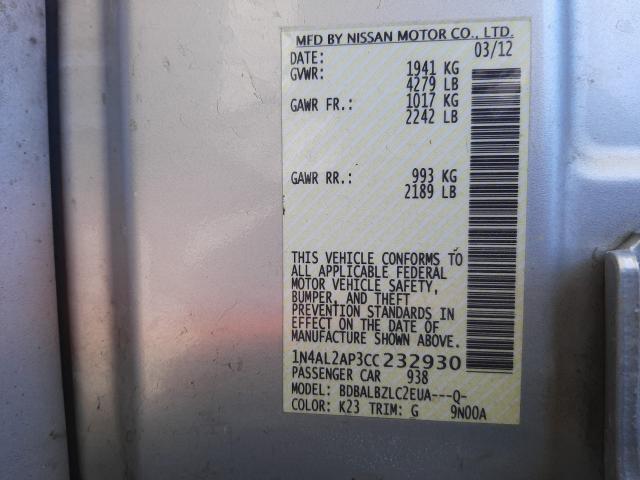 MFD BY NISSAN MOTOR CO., LTD.
DATE: 03/12
GVWR: 1941 KG
4279 LB
GAWR FR.: 1017 KG
2242 LB
GAWR RR.: 993 KG
2189 LB
THIS VEHICLE CONFORMS TO
ALL APPLICABLE FEDERAL
MOTOR VEHICLE SAFETY,
BUMPER, AND THEFT
PREVENTION STANDARDS IN
EFFECT ON THE DATE OF
MANUFACTURE SHOWN ABOVE.
1N4AL2AP3CC232930
PASSENGER CAR 938
MODEL: BDBALBZLC2EUA---Q-
COLOR: K23 TRIM: G 9N00A